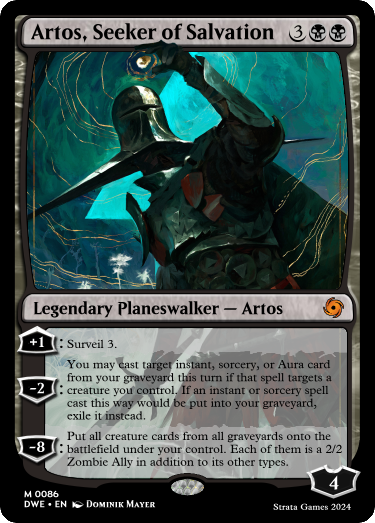 Artos, Seeker of Salvation 3
Legendary Planeswalker — Artos
+1: Surveil 3.
You may cast target instant, sorcery, or Aura card
from your graveyard this turn if that spell targets a
-2: creature you control. If an instant or sorcery spell
cast this way would be put into your graveyard,
exile it instead.
Put all creature cards from all graveyards onto the
-8: battlefield under your control. Each of them is a 2/2
Zombie Ally in addition to its other types.
4
M 0086
DWE • EN Dominik Mayer
Strata Games 2024